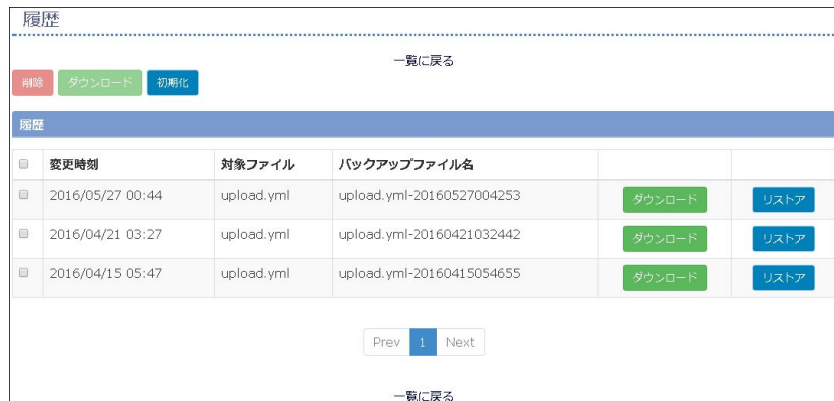 履歴
一覧に戻る
削除 ダウンロード 初期化
履歴
変更時刻 対象ファイル バックアップファイル名
2016/05/27 00:44 upload.yml upload.yml-20160527004253 ダウンロード リストア
2016/04/21 03:27 upload.yml upload.yml-20160421032442 ダウンロード リストア
2016/04/15 05:47 upload.yml upload.yml-20160415054655 ダウンロード リストア
Prev 1 Next
一覧に戻る